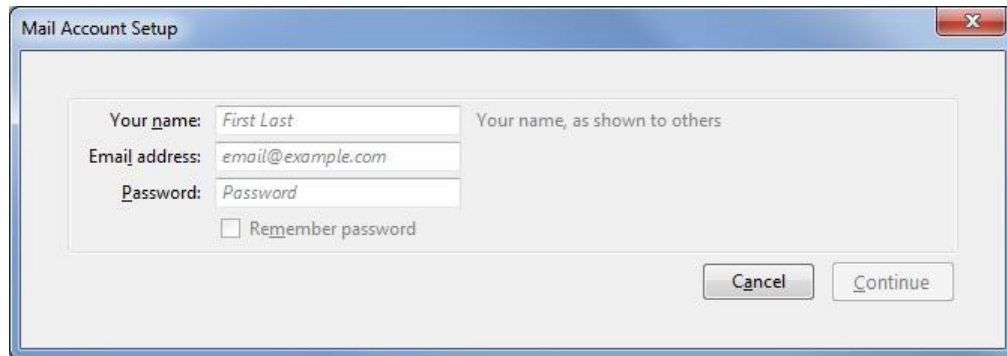 Mail Account Setup
Your name: First Last Your name, as shown to others
Email address: email@example.com
Password: Password
Remember password
Cancel Continue